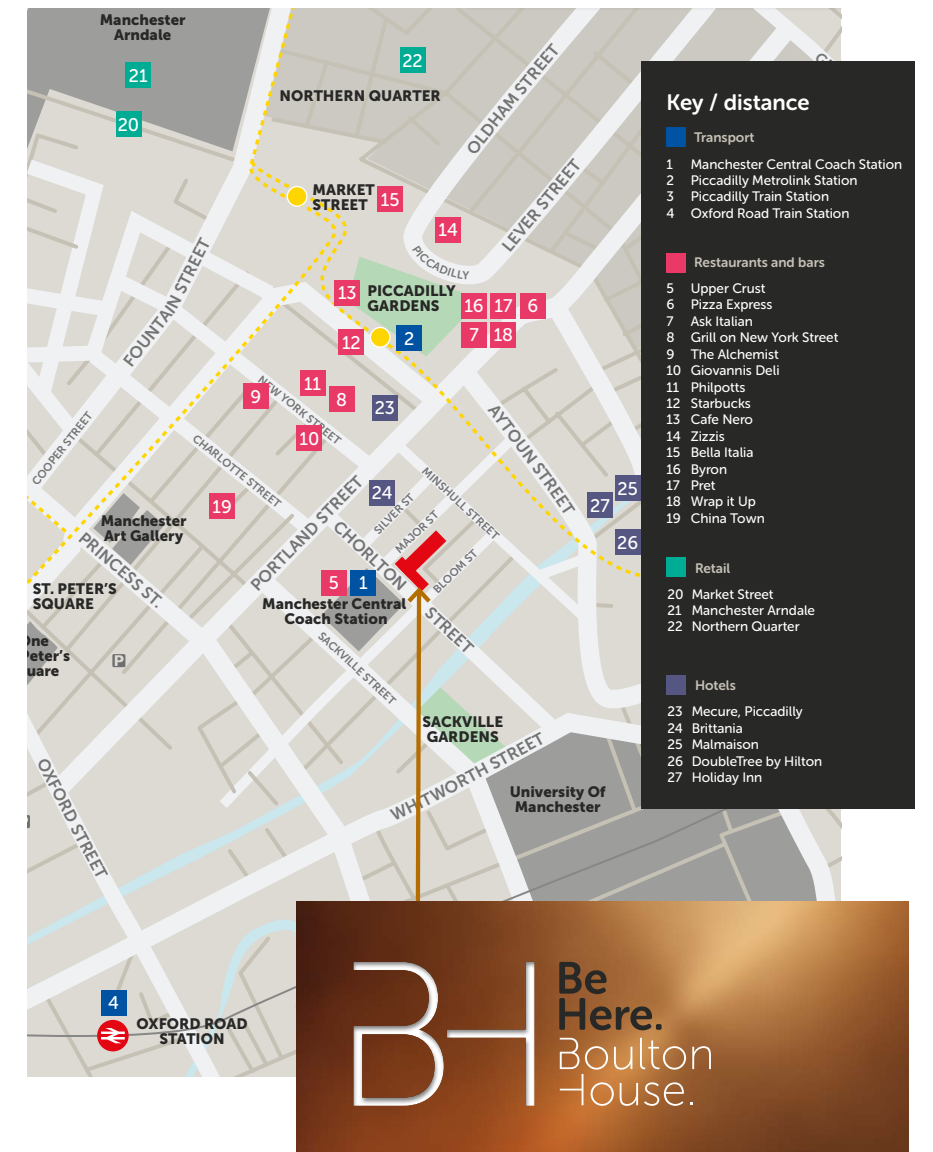 Manchester
Arndale
21
20
22
NORTHERN QUARTER
OLDHAM STREET
LEVER STREET
MARKET
STREET
15
14
PICCADILLY
FOUNTAIN STREET
13
PICCADILLY
GARDENS
16 17 6
7 18
12
2
11
9
8
23
NEW YORK STREET
10
AYTOUN STREET
COOPER STREET
CHARLOTTE STREET
MINSHULL STREET
24
25
27
26
19
SILVER ST
MAJOR ST
PORTLAND STREET
CHORLTON STREET
BLOOM ST
Manchester
Art Gallery
PRINCESS ST.
ST. PETER'S
SQUARE
5 1
Manchester Central
Coach Station
One
Peter's
uare
P
SACKVILLE STREET
SACKVILLE
GARDENS
WHITWORTH STREET
OXFORD STREET
University Of
Manchester
4
OXFORD ROAD
STATION
Key / distance
Transport
1 Manchester Central Coach Station
2 Piccadilly Metrolink Station
3 Piccadilly Train Station
4 Oxford Road Train Station
Restaurants and bars
5 Upper Crust
6 Pizza Express
7 Ask Italian
8 Grill on New York Street
9 The Alchemist
10 Giovannis Deli
11 Philpotts
12 Starbucks
13 Cafe Nero
14 Zizzis
15 Bella Italia
16 Byron
17 Pret
18 Wrap it Up
19 China Town
Retail
20 Market Street
21 Manchester Arndale
22 Northern Quarter
Hotels
23 Mecure, Piccadilly
24 Brittania
25 Malmaison
26 DoubleTree by Hilton
27 Holiday Inn
BH
Be
Here.
Boulton
House.